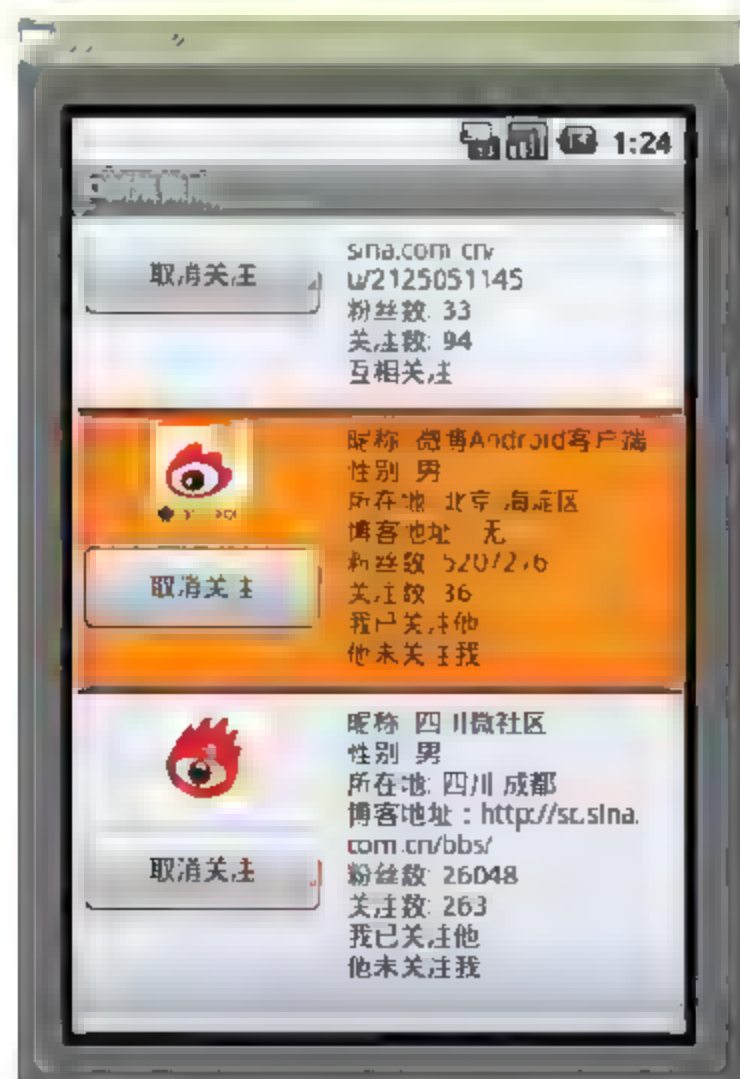 1:24
取消关注
sina.com.cn/
u/2125051145
粉丝数: 33
关注数: 94
互相关注
昵称: 微博Android客户端
性别: 男
所在地: 北京 海淀区
博客地址: 无
粉丝数:
取消关注
关注数: 36
我已关注他
他未关注我
昵称: 四川微社区
性别: 男
所在地: 四川 成都
博客地址：http://sc.sina.
com.cn/bbs/
取消关注
粉丝数: 26048
关注数: 263
我已关注他
他未关注我